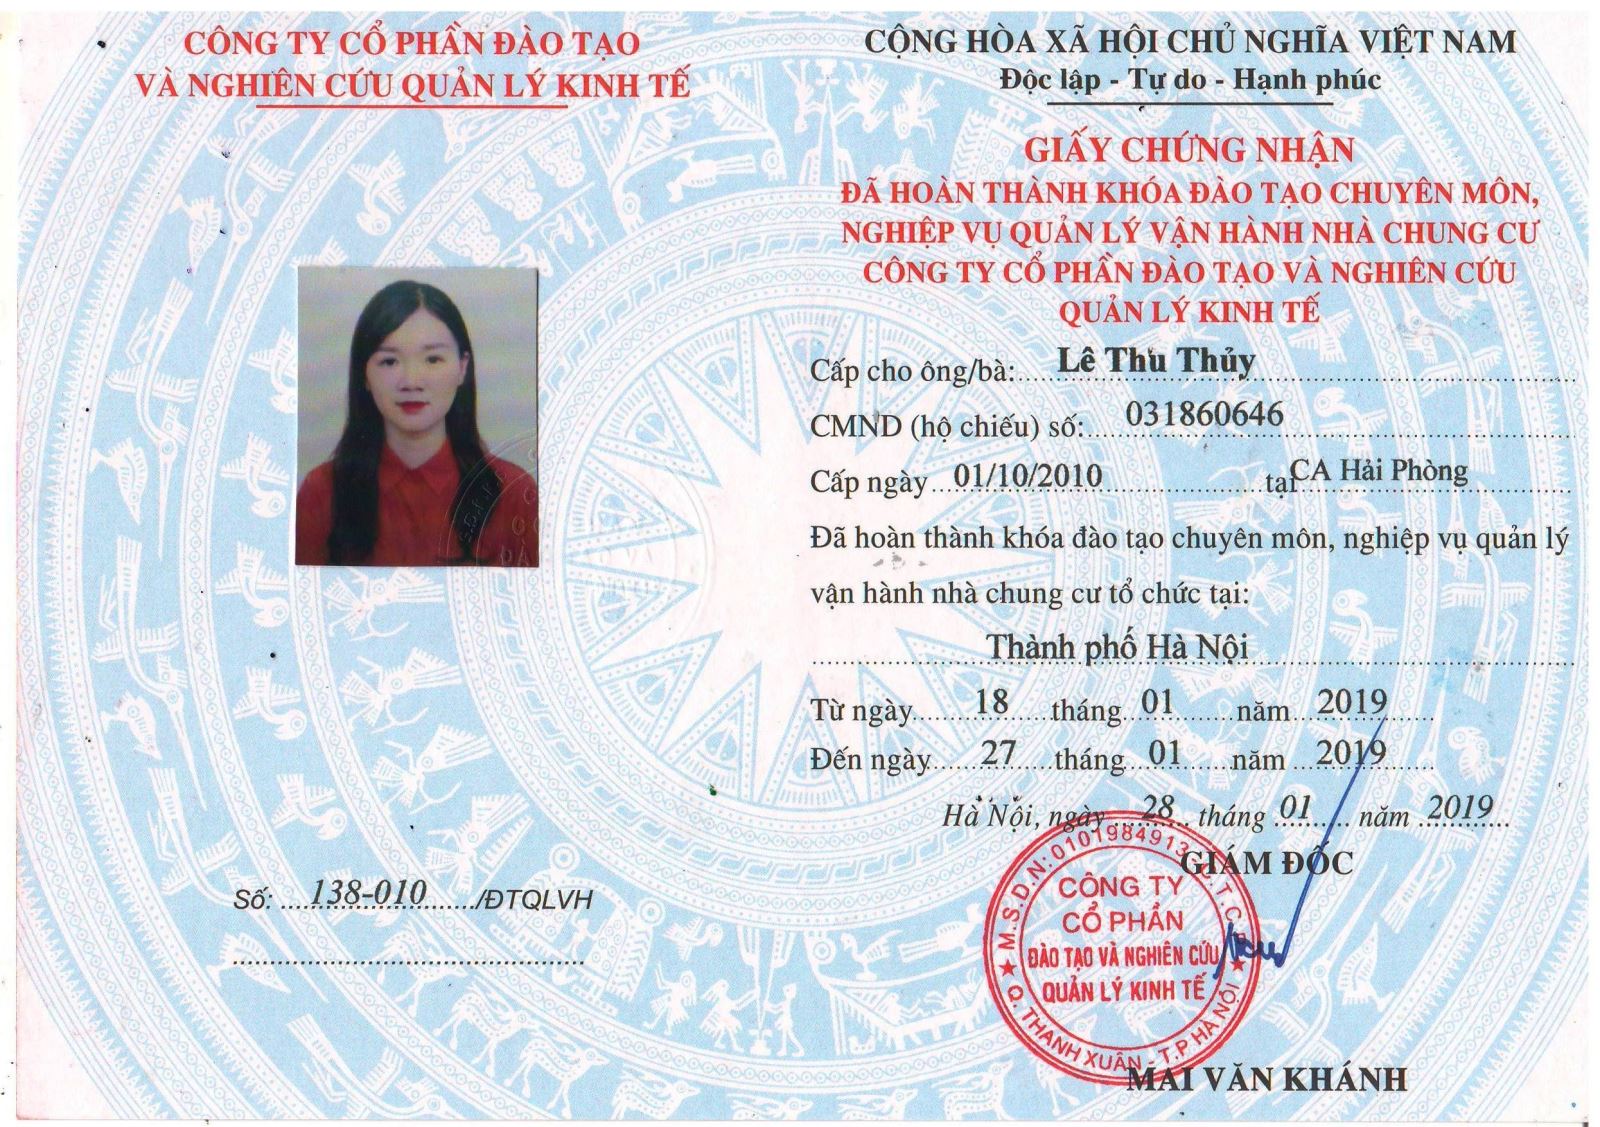 CÔNG TY CỔ PHẦN ĐÀO TẠO
VÀ NGHIÊN CỨU QUẢN LÝ KINH TẾ
CỘNG HÒA XÃ HỘI CHỦ NGHĨA VIỆT NAM
Độc lập - Tự do - Hạnh phúc
GIẤY CHỨNG NHẬN
ĐÃ HOÀN THÀNH KHÓA ĐÀO TẠO CHUYÊN MÔN,
NGHIỆP VỤ QUẢN LÝ VẬN HÀNH NHÀ CHUNG CƯ
CÔNG TY CỔ PHẦN ĐÀO TẠO VÀ NGHIÊN CỨU
QUẢN LÝ KINH TẾ
Cấp cho ông/bà: Lê Thu Thủy
CMND (hộ chiếu) số: 031860646
Cấp ngày 01/10/2010 tại CA Hải Phòng
Đã hoàn thành khóa đào tạo chuyên môn, nghiệp vụ quản lý
vận hành nhà chung cư tổ chức tại:
Thành phố Hà Nội
Từ ngày 18 tháng 01 năm 2019
Đến ngày 27 tháng 01 năm 2019
Hà Nội, ngày 28 tháng 01 năm 2019
GIÁM ĐỐC
M.S.D.N: 0101984913 C.T.C.P
CÔNG TY
CỔ PHẦN
ĐÀO TẠO VÀ NGHIÊN CỨU
QUẢN LÝ KINH TẾ
Q. THANH XUÂN - T.P HÀ NỘI
MAI VĂN KHÁNH
Số: 138-010 /ĐTQLVH